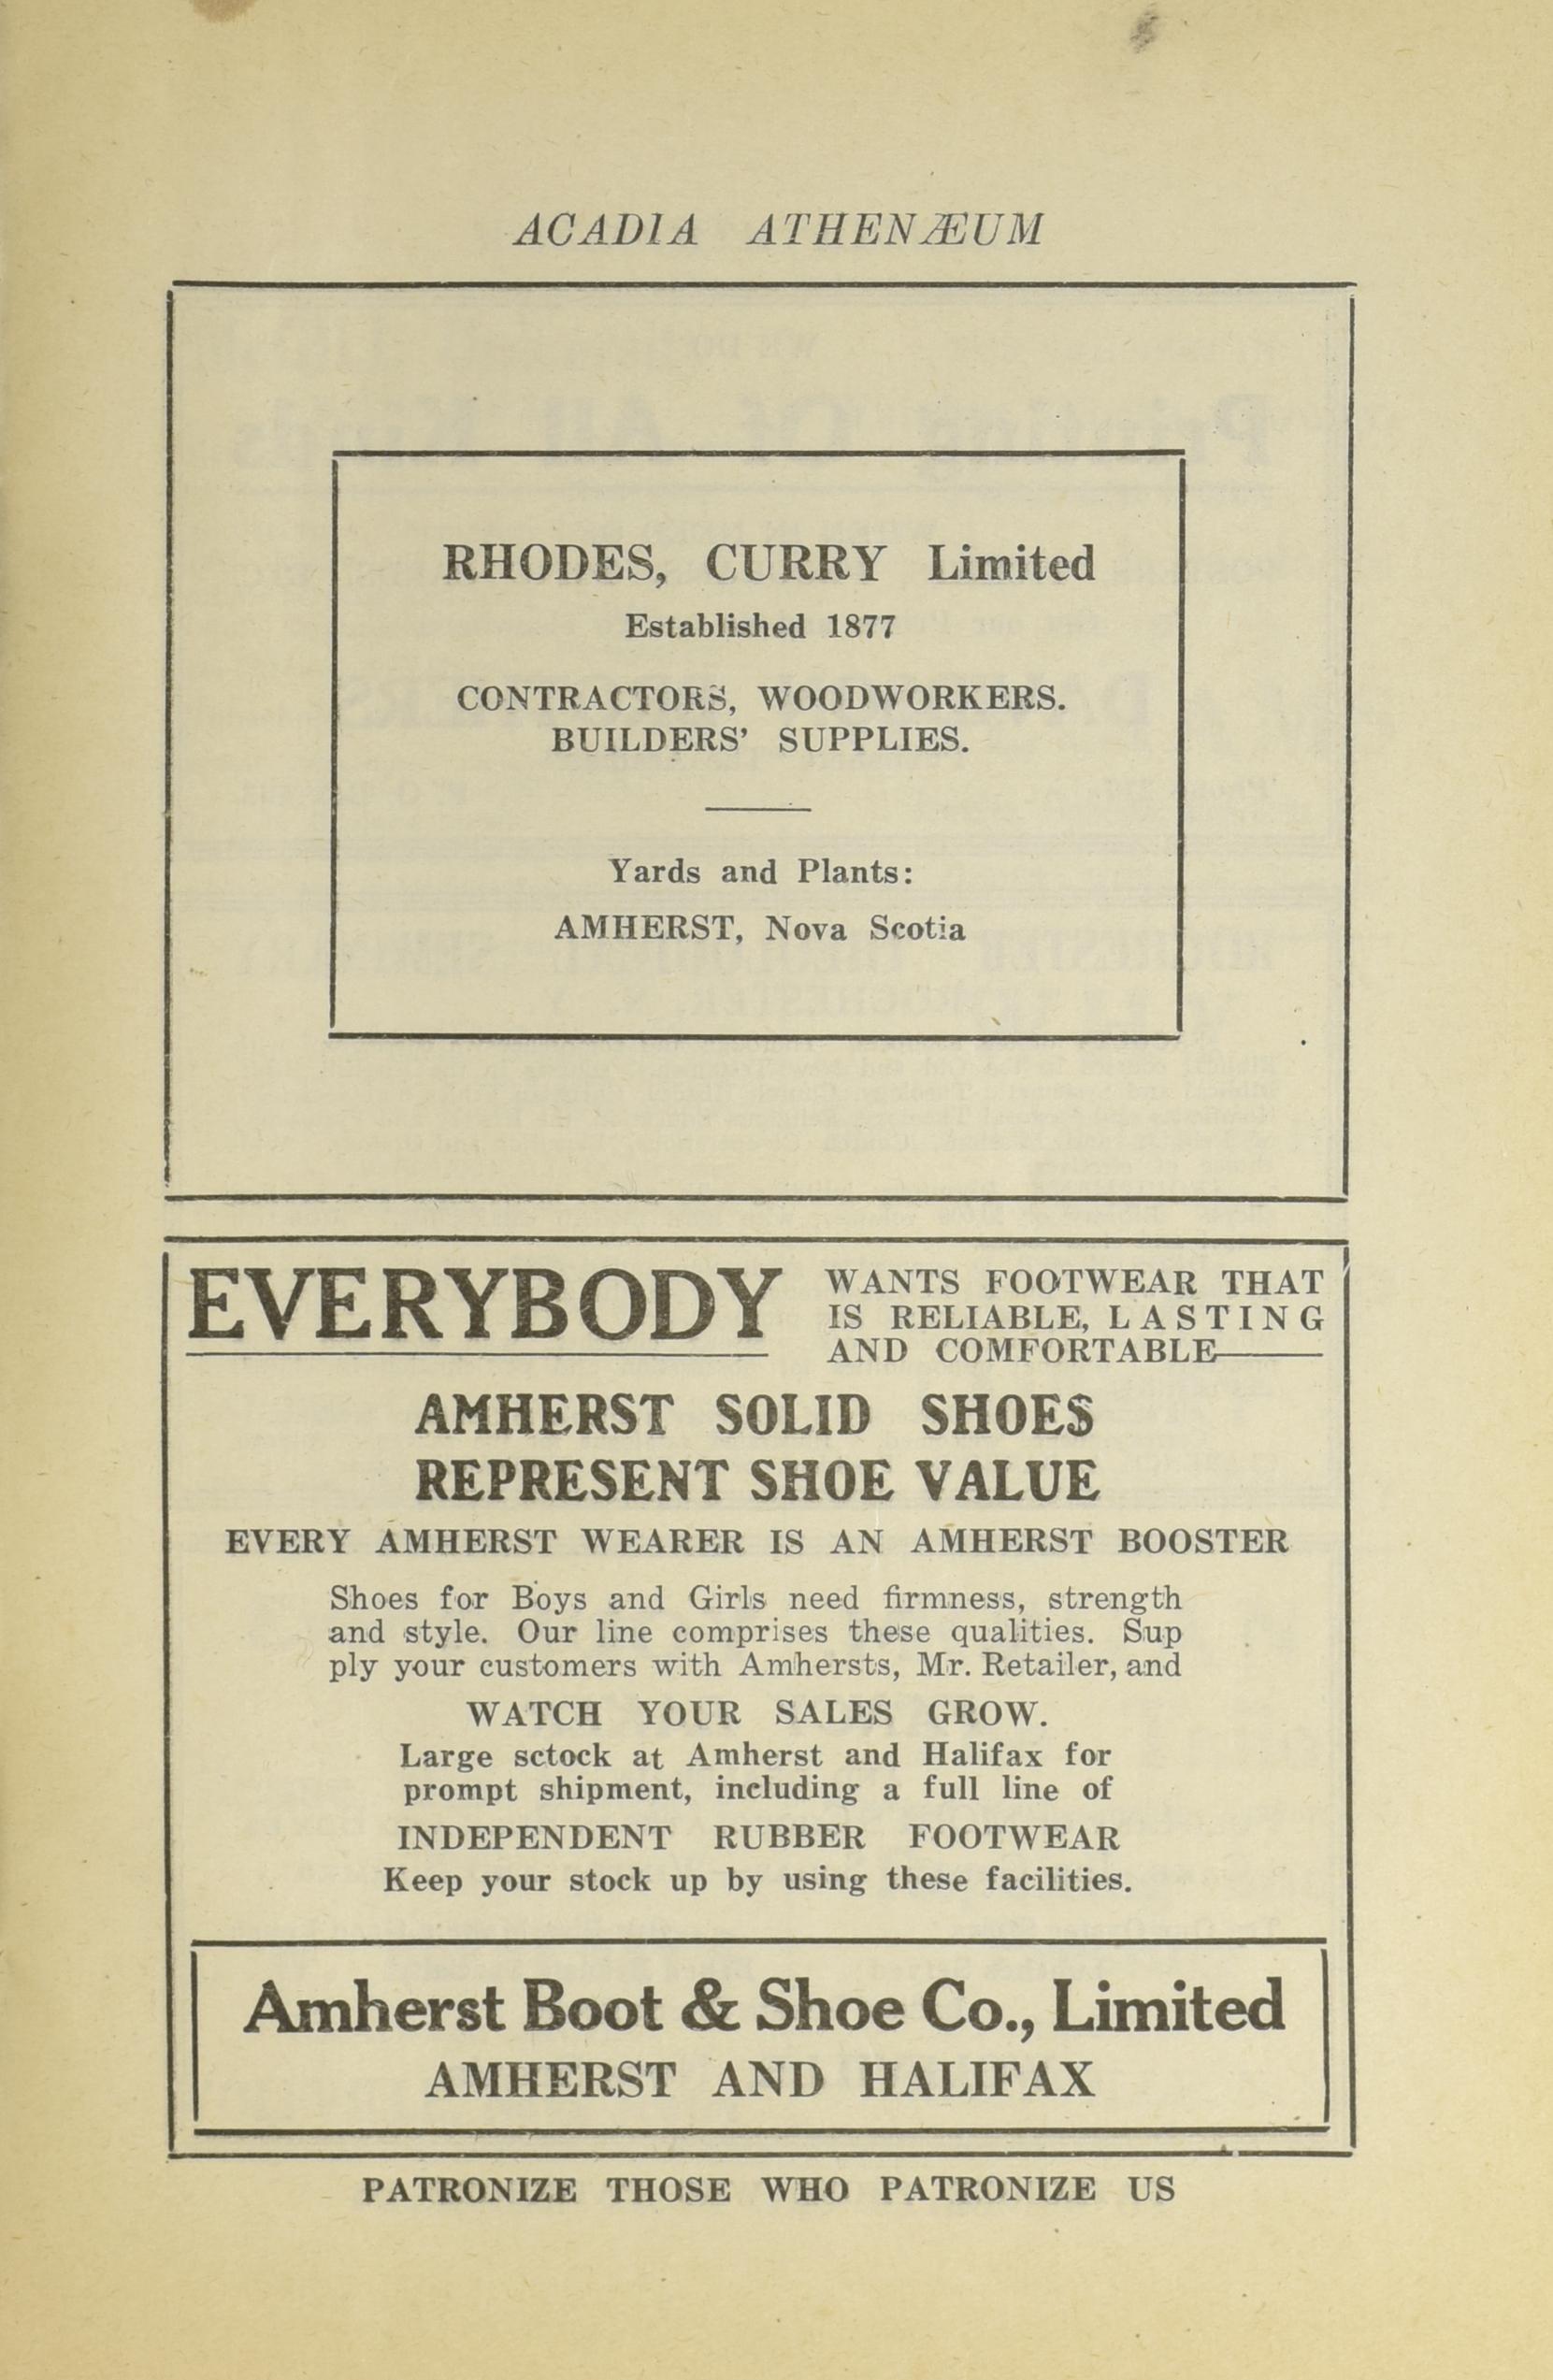 ACADIA ATHENÆUM
RHODES, CURRY Limited
Established 1877
CONTRACTORS, WOODWORKERS.
BUILDERS' SUPPLIES.
Yards and Plants:
AMHERST, Nova Scotia
EVERYBODY
WANTS FOOTWEAR THAT
IS RELIABLE, LASTING
AND COMFORTABLE——
AMHERST SOLID SHOES
REPRESENT SHOE VALUE
EVERY AMHERST WEARER IS AN AMHERST BOOSTER
Shoes for Boys and Girls need firmness, strength
and style. Our line comprises these qualities. Sup
ply your customers with Amhersts, Mr. Retailer, and
WATCH YOUR SALES GROW.
Large sctock at Amherst and Halifax for
prompt shipment, including a full line of
INDEPENDENT RUBBER FOOTWEAR
Keep your stock up by using these facilities.
Amherst Boot & Shoe Co., Limited
AMHERST AND HALIFAX
PATRONIZE THOSE WHO PATRONIZE US